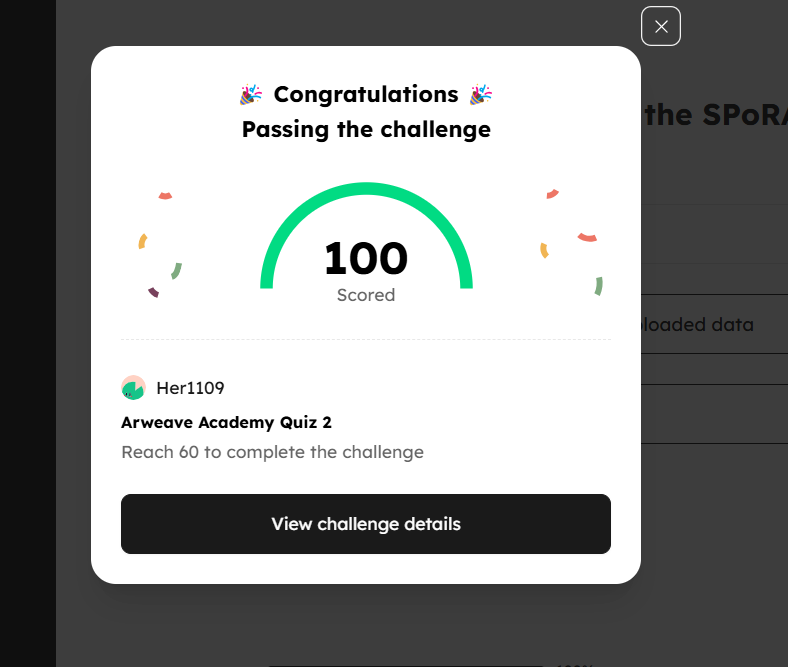 🎉 Congratulations 🎉
Passing the challenge
the SPoRA
100
Scored
loaded data
Her1109
Arweave Academy Quiz 2
Reach 60 to complete the challenge
View challenge details